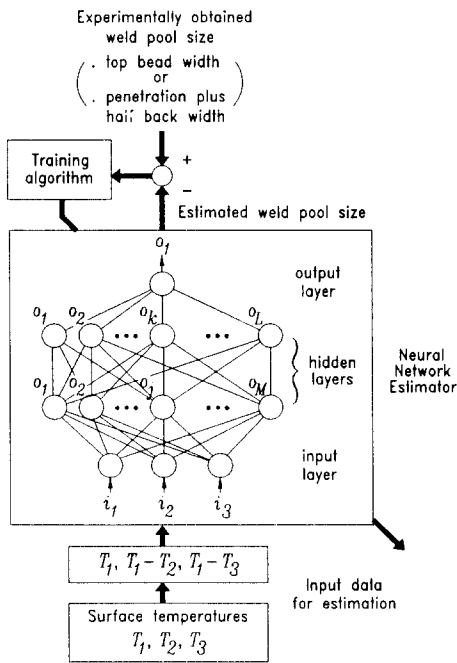 Experimentally obtained
weld pool size
. top bead width
or
. penetration plus
half back width
Training
algorithm
+
−
Estimated weld pool size
o1
output
layer
o1 o2 ••• ok ••• oL
hidden
layers
o1 o2 ••• oj ••• oM
Neural
Network
Estimator
input
layer
i1 i2 i3
T1, T1−T2, T1−T3
Input data
for estimation
Surface temperatures
T1, T2, T3